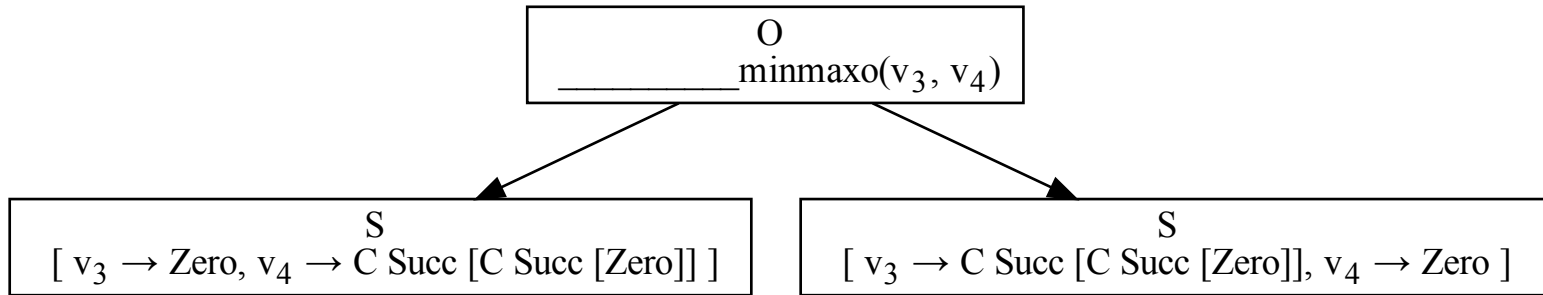 O
__________minmaxo(v₃, v₄)
S
[ v₃ → Zero, v₄ → C Succ [C Succ [Zero]] ]
S
[ v₃ → C Succ [C Succ [Zero]], v₄ → Zero ]